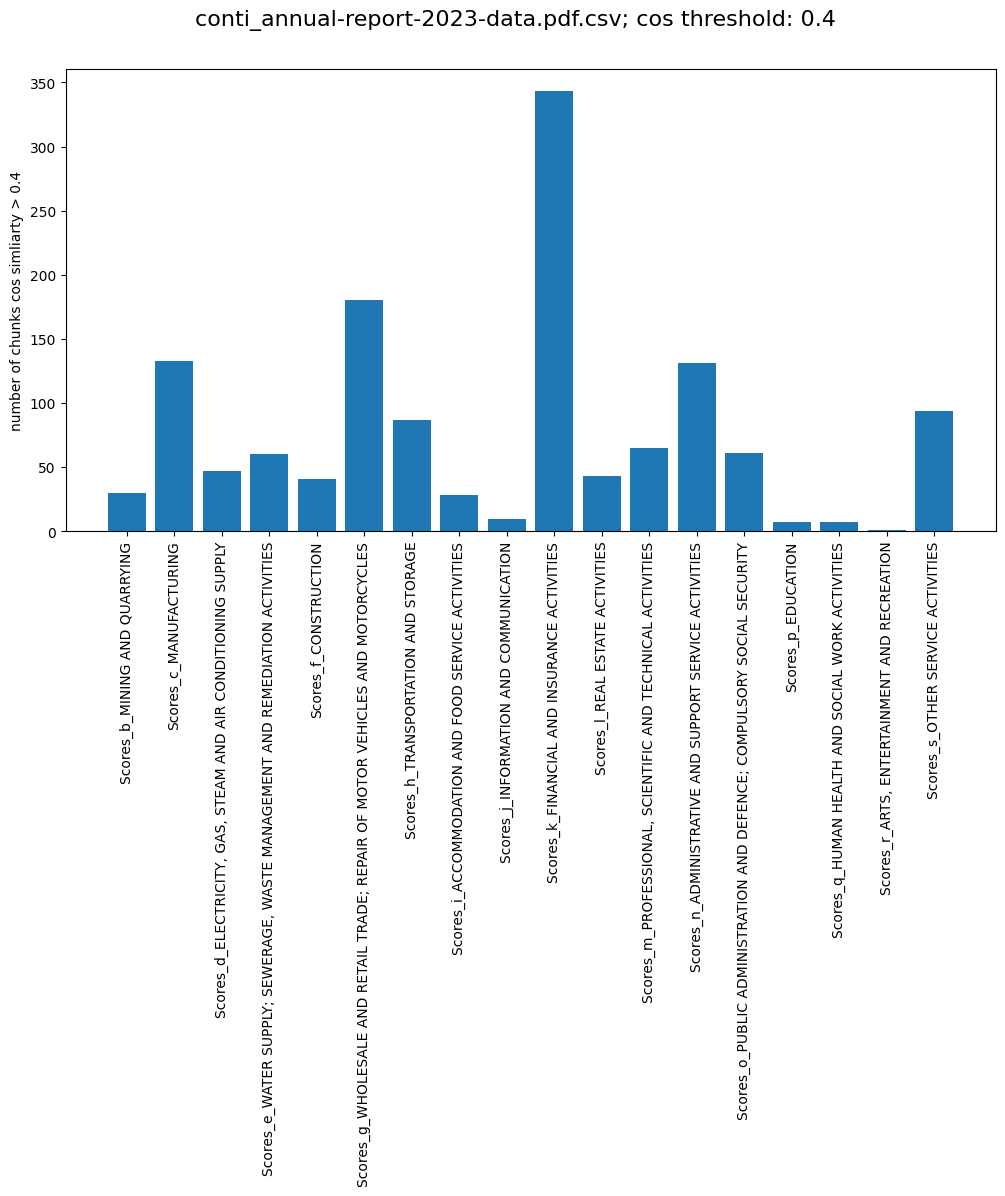 conti_annual-report-2023-data.pdf.csv; cos threshold: 0.4
number of chunks cos simliarty > 0.4
350
300
250
200
150
100
50
0
Scores_b_MINING AND QUARRYING
Scores_c_MANUFACTURING
Scores_d_ELECTRICITY, GAS, STEAM AND AIR CONDITIONING SUPPLY
Scores_e_WATER SUPPLY; SEWERAGE, WASTE MANAGEMENT AND REMEDIATION ACTIVITIES
Scores_f_CONSTRUCTION
Scores_g_WHOLESALE AND RETAIL TRADE; REPAIR OF MOTOR VEHICLES AND MOTORCYCLES
Scores_h_TRANSPORTATION AND STORAGE
Scores_i_ACCOMMODATION AND FOOD SERVICE ACTIVITIES
Scores_j_INFORMATION AND COMMUNICATION
Scores_k_FINANCIAL AND INSURANCE ACTIVITIES
Scores_l_REAL ESTATE ACTIVITIES
Scores_m_PROFESSIONAL, SCIENTIFIC AND TECHNICAL ACTIVITIES
Scores_n_ADMINISTRATIVE AND SUPPORT SERVICE ACTIVITIES
Scores_o_PUBLIC ADMINISTRATION AND DEFENCE; COMPULSORY SOCIAL SECURITY
Scores_p_EDUCATION
Scores_q_HUMAN HEALTH AND SOCIAL WORK ACTIVITIES
Scores_r_ARTS, ENTERTAINMENT AND RECREATION
Scores_s_OTHER SERVICE ACTIVITIES